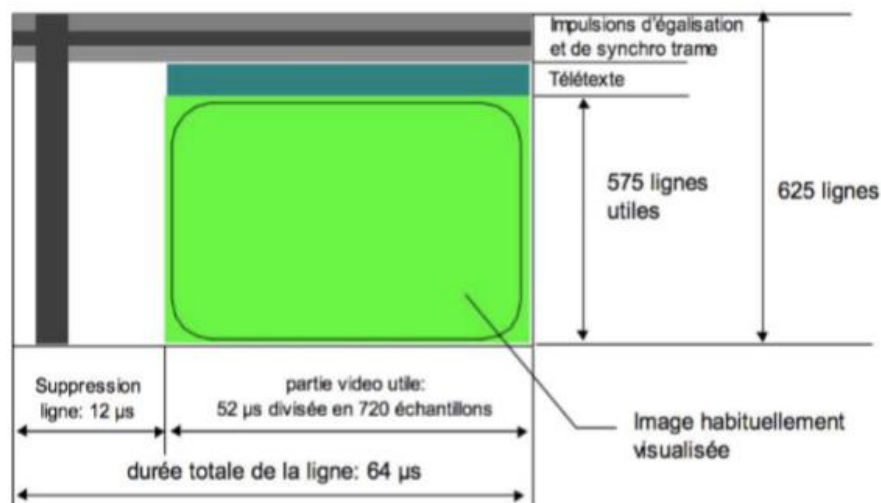 Impulsions d'égalisation
et de synchro trame
Télétexte
575 lignes
utiles
625 lignes
Suppression
ligne: 12 µs
partie video utile:
52 µs divisée en 720 échantillons
Image habituellement
visualisée
durée totale de la ligne: 64 µs